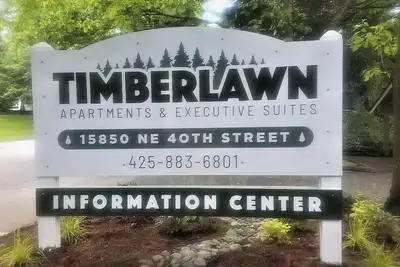 TIMBERLAWN
APARTMENTS & EXECUTIVE SUITES
15850 NE 40TH STREET
·425-883-6801·
INFORMATION CENTER